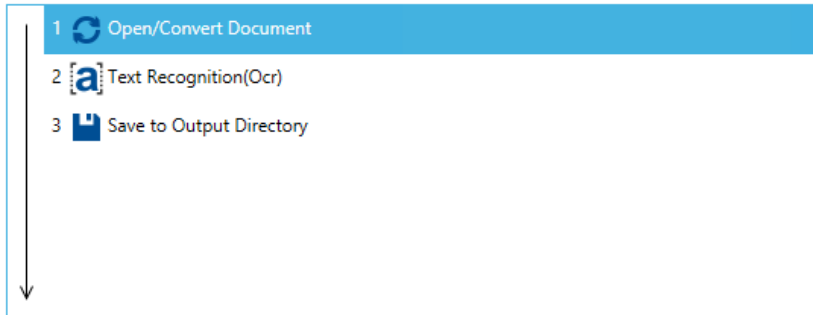 1 Open/Convert Document
2 [a] Text Recognition(Ocr)
3 Save to Output Directory